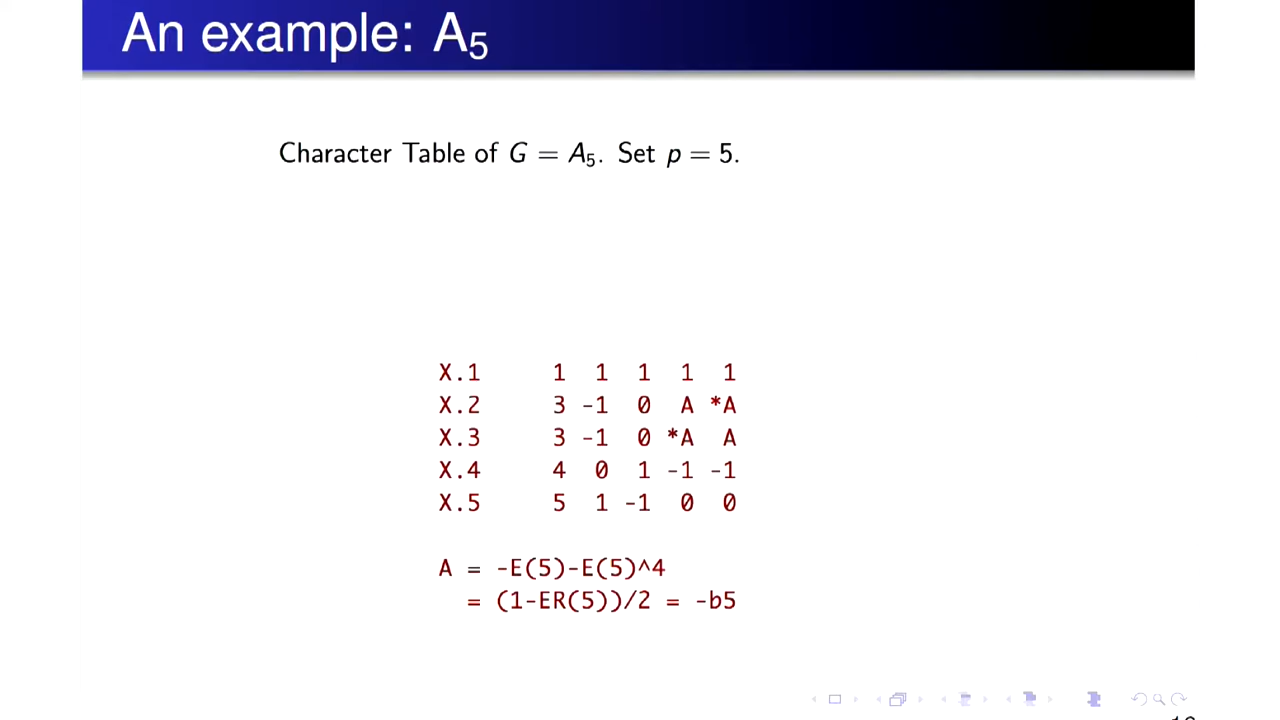 An example: A₅
Character Table of G = A₅. Set p = 5.
X.1 1 1 1 1 1
X.2 3 -1 0 A *A
X.3 3 -1 0 *A A
X.4 4 0 1 -1 -1
X.5 5 1 -1 0 0
A = -E(5)-E(5)^4
= (1-ER(5))/2 = -b5